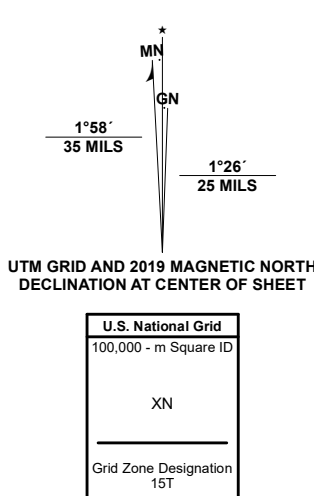 MN
GN
1°58´
35 MILS
1°26´
25 MILS
UTM GRID AND 2019 MAGNETIC NORTH
DECLINATION AT CENTER OF SHEET
U.S. National Grid
100,000 - m Square ID
XN
Grid Zone Designation
15T